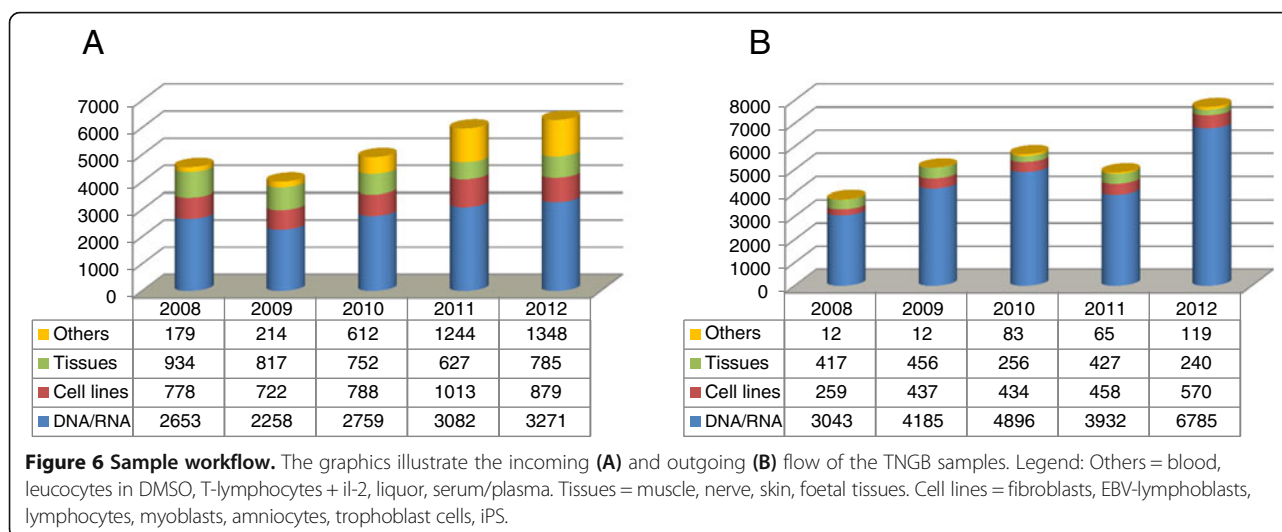 A
7000
6000
5000
4000
3000
2000
1000
0
2008 2009 2010 2011 2012
Others 179 214 612 1244 1348
Tissues 934 817 752 627 785
Cell lines 778 722 788 1013 879
DNA/RNA 2653 2258 2759 3082 3271
B
8000
7000
6000
5000
4000
3000
2000
1000
0
2008 2009 2010 2011 2012
Others 12 12 83 65 119
Tissues 417 456 256 427 240
Cell lines 259 437 434 458 570
DNA/RNA 3043 4185 4896 3932 6785
Figure 6 Sample workflow. The graphics illustrate the incoming (A) and outgoing (B) flow of the TNGB samples. Legend: Others = blood,
leucocytes in DMSO, T-lymphocytes + il-2, liquor, serum/plasma. Tissues = muscle, nerve, skin, foetal tissues. Cell lines = fibroblasts, EBV-lymphoblasts,
lymphocytes, myoblasts, amniocytes, trophoblast cells, iPS.